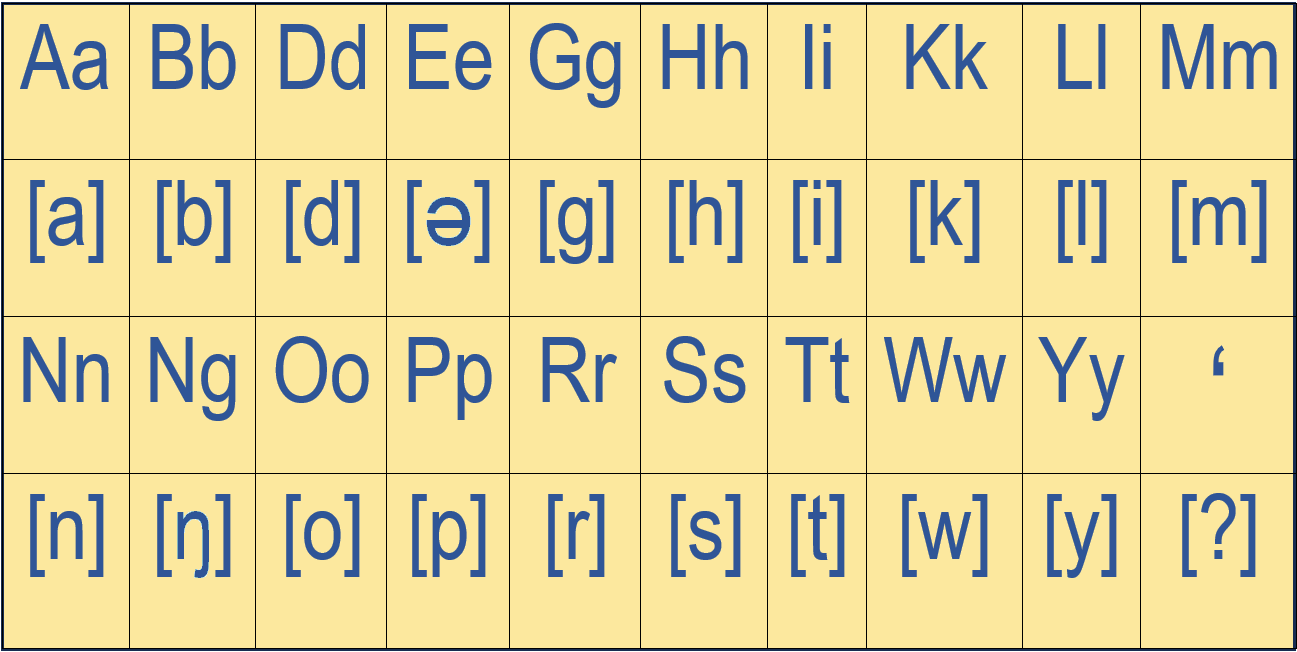 Aa Bb Dd Ee Gg Hh Ii Kk Ll Mm
[a] [b] [d] [ə] [g] [h] [i] [k] [l] [m]
Nn Ng Oo Pp Rr Ss Tt Ww Yy ‘
[n] [ŋ] [o] [p] [r] [s] [t] [w] [y] [?]